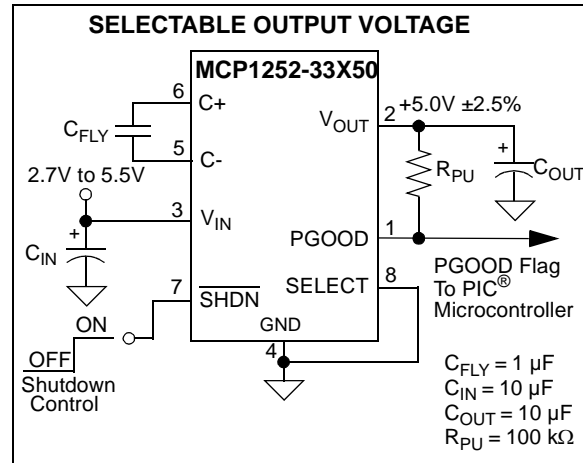 SELECTABLE OUTPUT VOLTAGE
MCP1252-33X50
6
C+
CFLY
5
C-
2.7V to 5.5V
3
VIN
CIN
7
SHDN
ON
OFF
Shutdown
Control
GND
4
VOUT
2
+5.0V ±2.5%
+
+
RPU
COUT
1
PGOOD
8
SELECT
PGOOD Flag
To PIC®
Microcontroller
CFLY = 1 µF
CIN = 10 µF
COUT = 10 µF
RPU = 100 kΩ